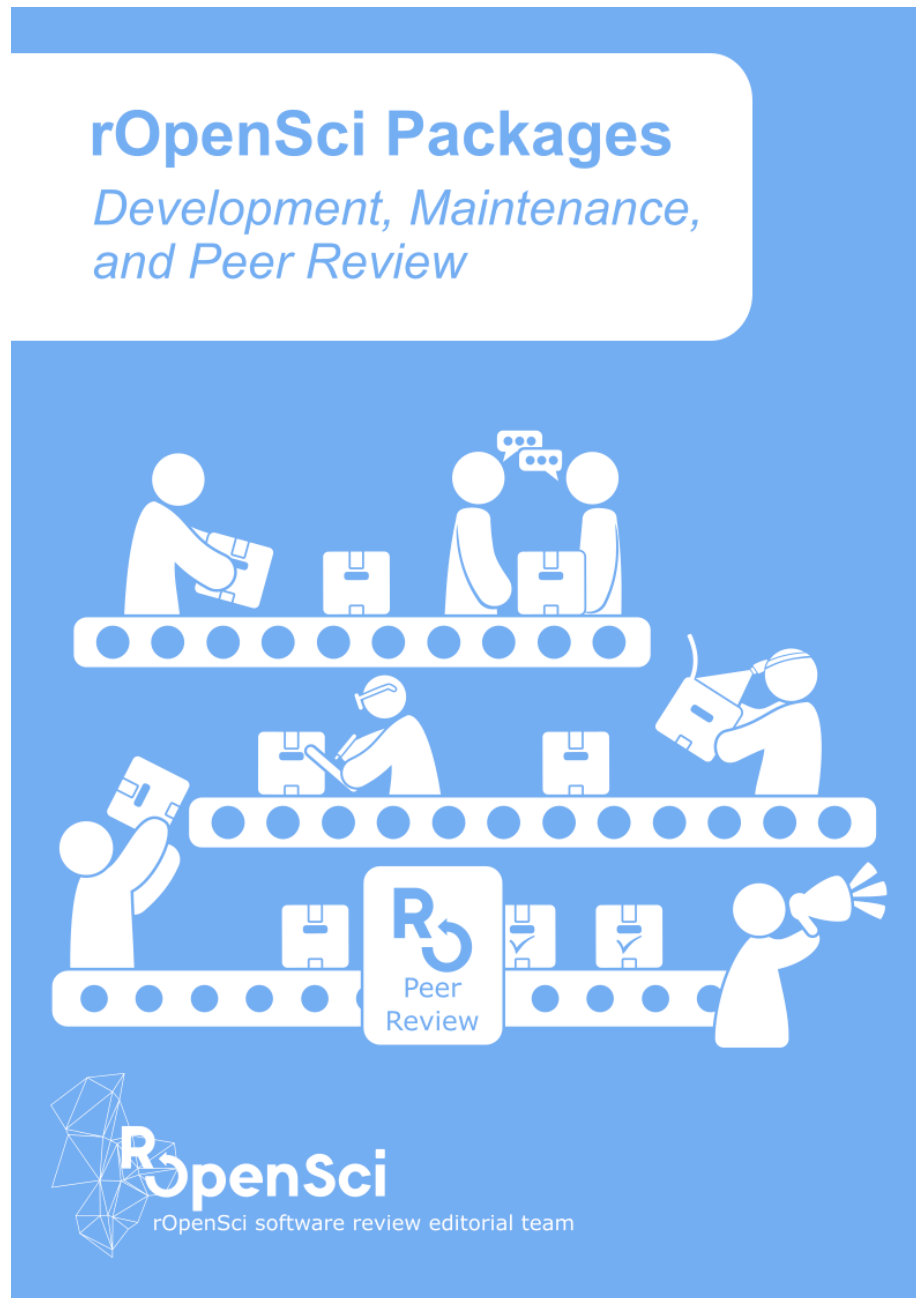 rOpenSci Packages
Development, Maintenance,
and Peer Review
R
Peer
Review
ROpenSci
rOpenSci software review editorial team